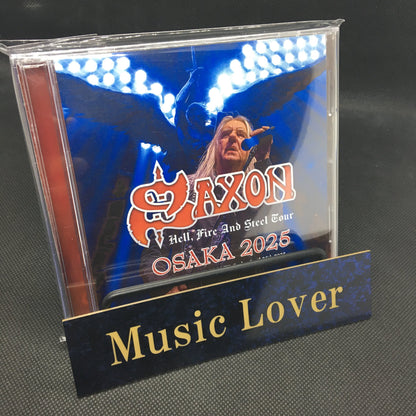 SAXON
Hell, Fire And Steel Tour
OSAKA 2025
Music Lover